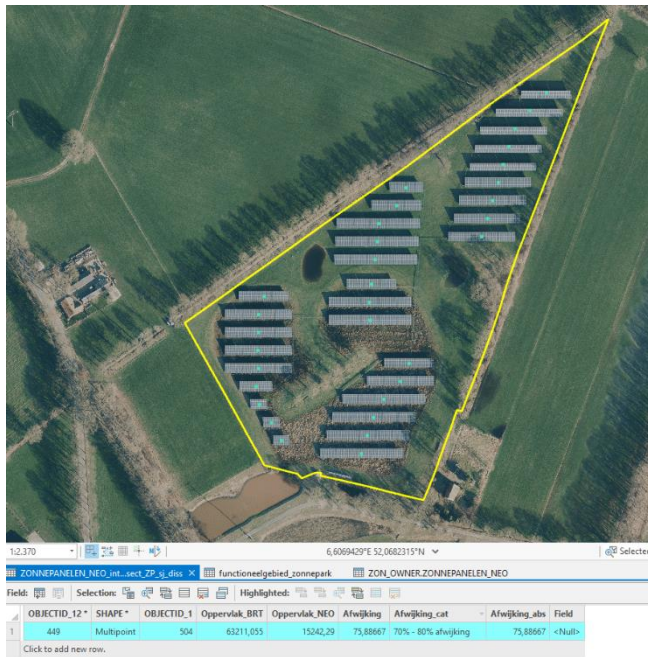 1:2.370
6,6069429°E 52,0682315°N
Selected
ZONNEPANELEN_NEO_int...sect_ZP_sj_diss
functioneelgebied_zonnepark
ZON_OWNER.ZONNEPANELEN_NEO
Field:
Selection:
Highlighted:
OBJECTID_12 * SHAPE * OBJECTID_1 Oppervlak_BRT Oppervlak_NEO Afwijking Afwijking_cat Afwijking_abs Field
1 449 Multipoint 504 63211,055 15242,29 75,88667 70% - 80% afwijking 75,88667 <Null>
Click to add new row.